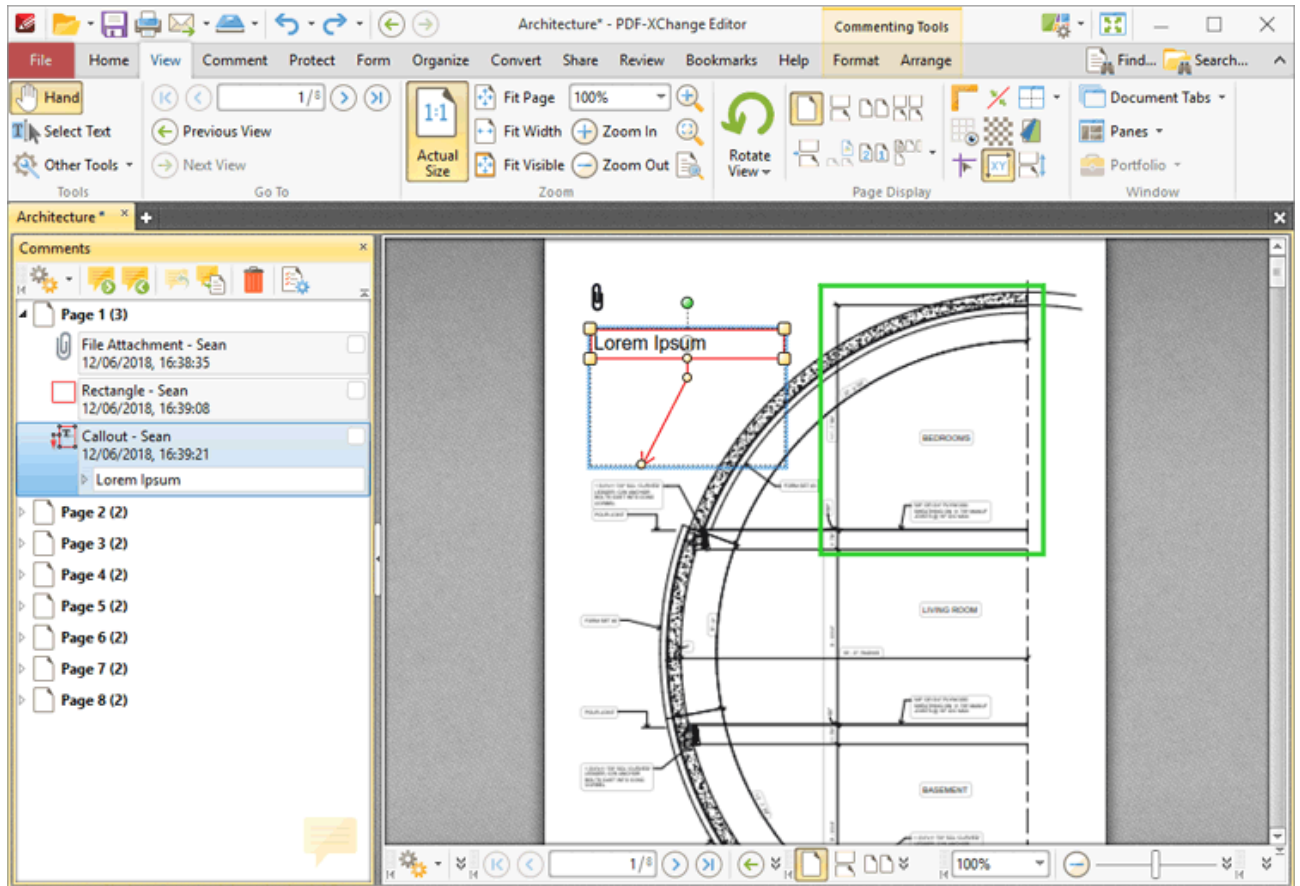 Architecture* - PDF-XChange Editor
Commenting Tools
File Home View Comment Protect Form Organize Convert Share Review Bookmarks Help Format Arrange Find... Search...
Hand
Select Text
Other Tools
Tools
1/8
Previous View
Next View
Go To
1:1
Actual Size
Fit Page 100%
Fit Width Zoom In
Fit Visible Zoom Out
Zoom
Rotate View
Page Display
XY
Document Tabs
Panes
Portfolio
Window
Architecture *
Comments
Page 1 (3)
File Attachment - Sean
12/06/2018, 16:38:35
Rectangle - Sean
12/06/2018, 16:39:08
Callout - Sean
12/06/2018, 16:39:21
Lorem Ipsum
Page 2 (2)
Page 3 (2)
Page 4 (2)
Page 5 (2)
Page 6 (2)
Page 7 (2)
Page 8 (2)
Lorem Ipsum
BEDROOMS
LIVING ROOM
BASEMENT
1/8
100%